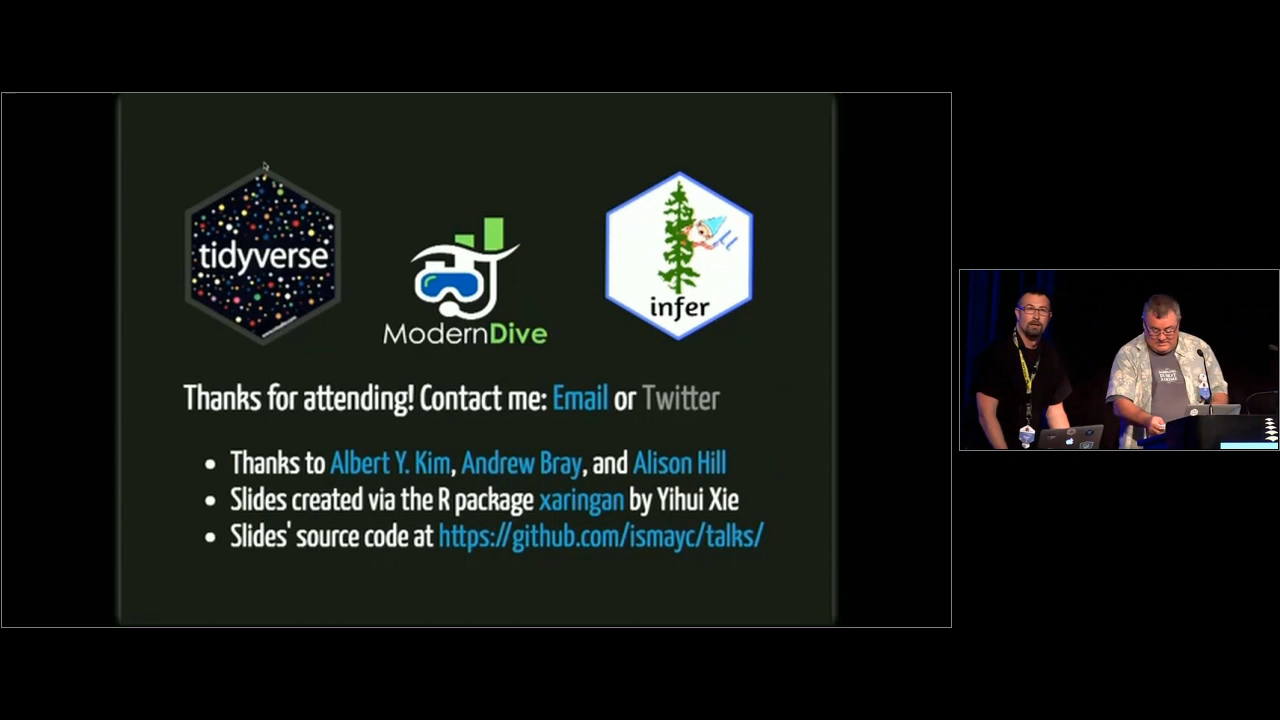 tidyverse
ModernDive
infer
μ
Thanks for attending! Contact me: Email or Twitter
• Thanks to Albert Y. Kim, Andrew Bray, and Alison Hill
• Slides created via the R package xaringan by Yihui Xie
• Slides' source code at https://github.com/ismayc/talks/